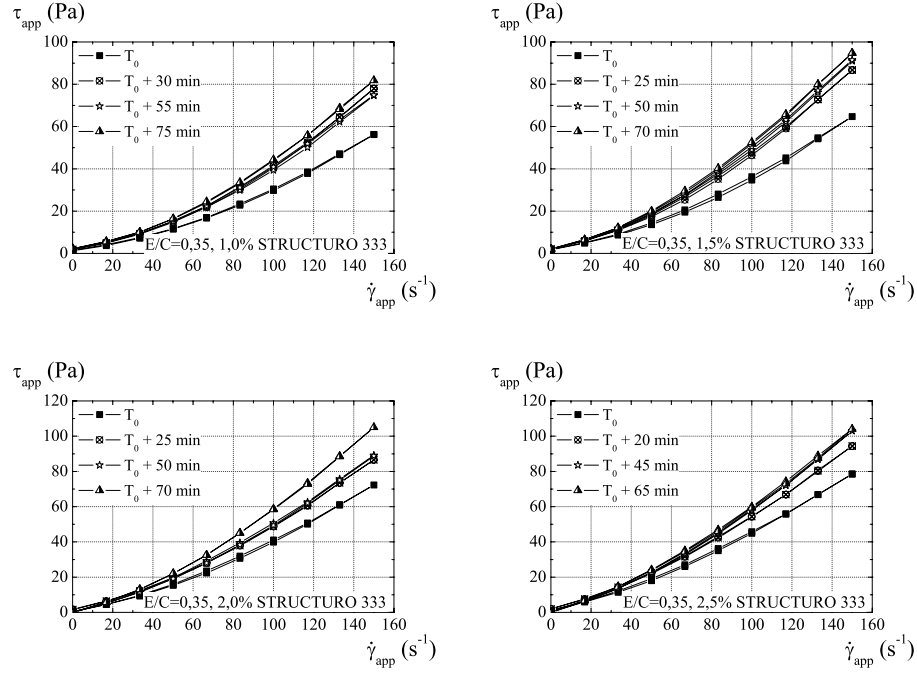 τapp (Pa)
100
80
60
40
20
0
T0
T0 + 30 min
T0 + 55 min
T0 + 75 min
E/C=0,35, 1,0% STRUCTURO 333
0 20 40 60 80 100 120 140 160
γ̇app (s-1)
τapp (Pa)
100
80
60
40
20
0
T0
T0 + 25 min
T0 + 50 min
T0 + 70 min
E/C=0,35, 1,5% STRUCTURO 333
0 20 40 60 80 100 120 140 160
γ̇app (s-1)
τapp (Pa)
120
100
80
60
40
20
0
T0
T0 + 25 min
T0 + 50 min
T0 + 70 min
E/C=0,35, 2,0% STRUCTURO 333
0 20 40 60 80 100 120 140 160
γ̇app (s-1)
τapp (Pa)
120
100
80
60
40
20
0
T0
T0 + 20 min
T0 + 45 min
T0 + 65 min
E/C=0,35, 2,5% STRUCTURO 333
0 20 40 60 80 100 120 140 160
γ̇app (s-1)